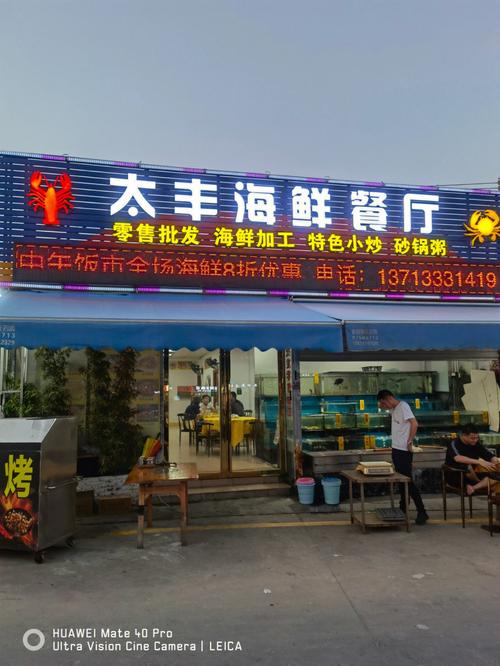 太丰海鲜餐厅
零售批发 海鲜加工 特色小炒 砂锅粥
中午饭市全场海鲜8折优惠 电话：13713331419
烤
HUAWEI Mate 40 Pro
Ultra Vision Cine Camera | LEICA